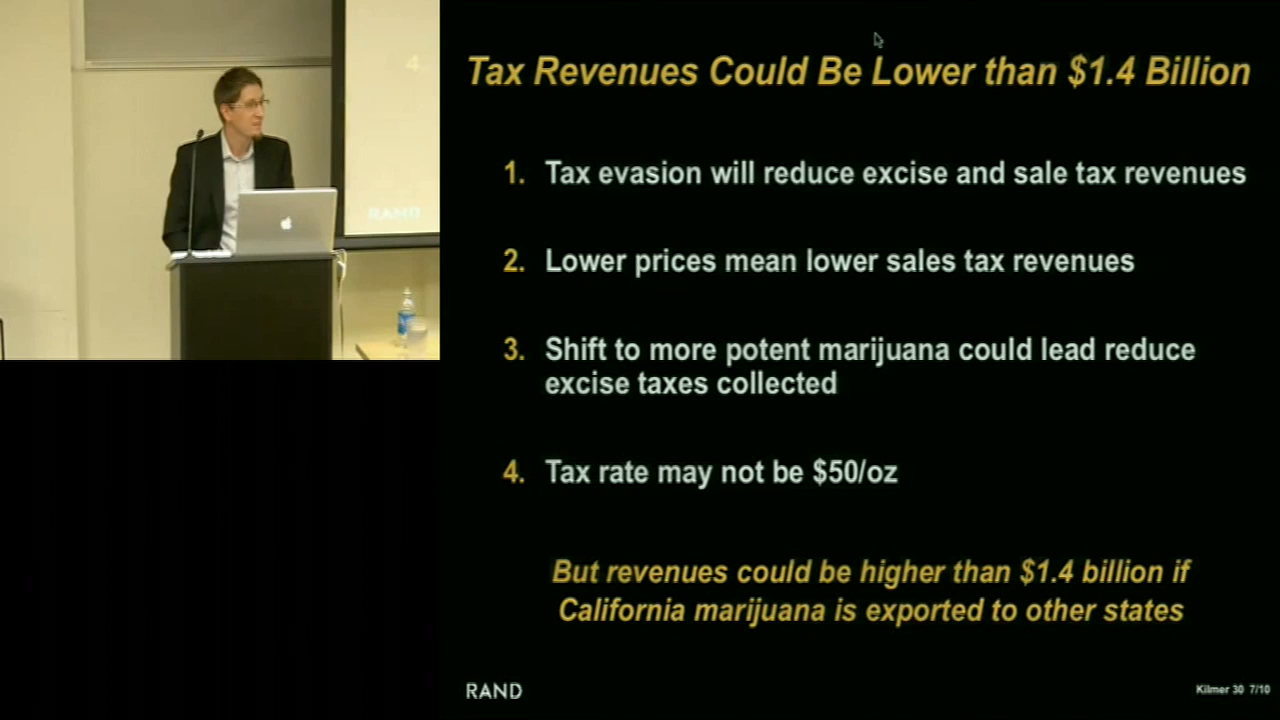 Tax Revenues Could Be Lower than $1.4 Billion
1. Tax evasion will reduce excise and sale tax revenues
2. Lower prices mean lower sales tax revenues
3. Shift to more potent marijuana could lead reduce
excise taxes collected
4. Tax rate may not be $50/oz
But revenues could be higher than $1.4 billion if
California marijuana is exported to other states
RAND
Kilmer 30 7/10
4.
RAND